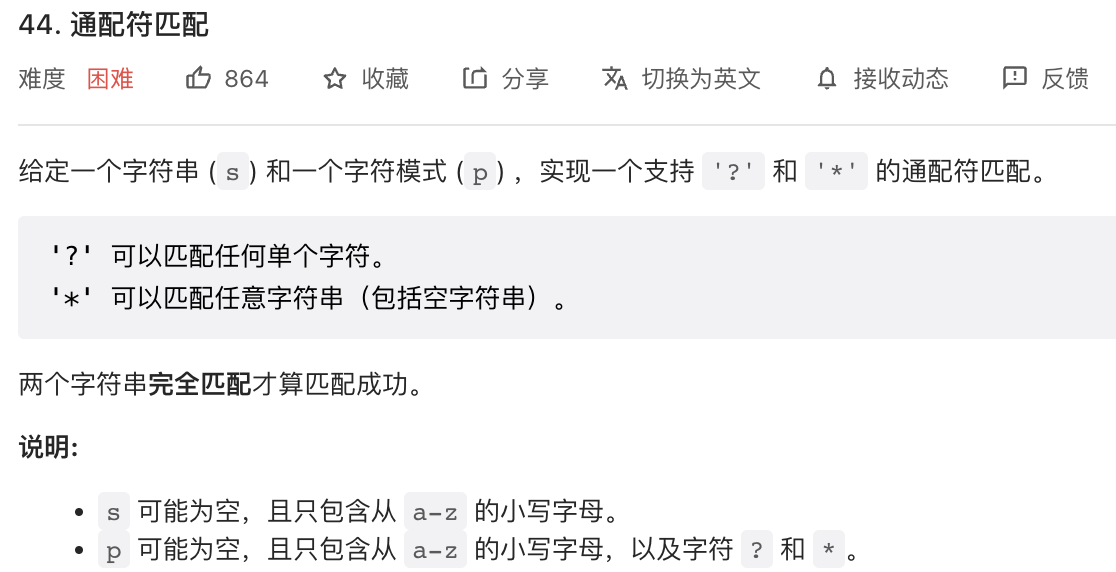 44. 通配符匹配
难度 困难 864 收藏 分享 切换为英文 接收动态 反馈
给定一个字符串 (s) 和一个字符模式 (p) ，实现一个支持 '?' 和 '*' 的通配符匹配。
'?' 可以匹配任何单个字符。
'*' 可以匹配任意字符串（包括空字符串）。
两个字符串完全匹配才算匹配成功。
说明:
• s 可能为空，且只包含从 a-z 的小写字母。
• p 可能为空，且只包含从 a-z 的小写字母，以及字符 ? 和 *。